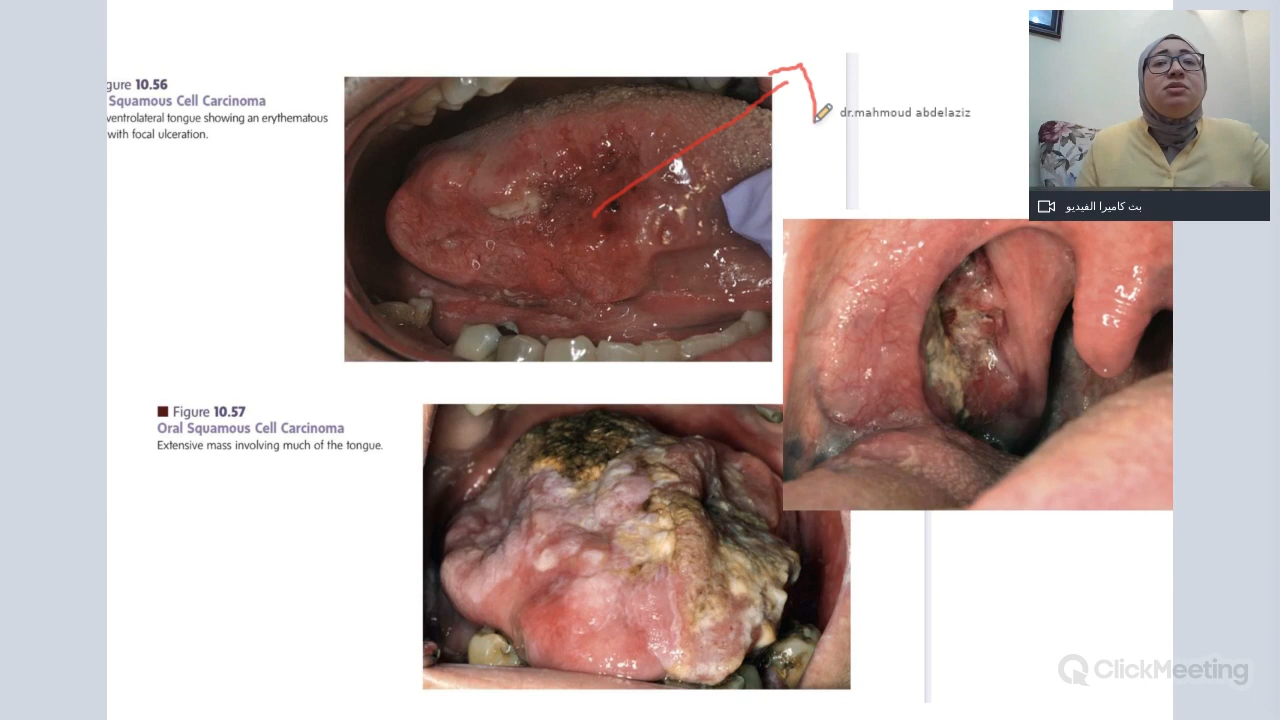 gure 10.56
Squamous Cell Carcinoma
ventrolateral tongue showing an erythematous
with focal ulceration.
dr.mahmoud abdelaziz
بث كاميرا الفيديو
■ Figure 10.57
Oral Squamous Cell Carcinoma
Extensive mass involving much of the tongue.
ClickMeeting